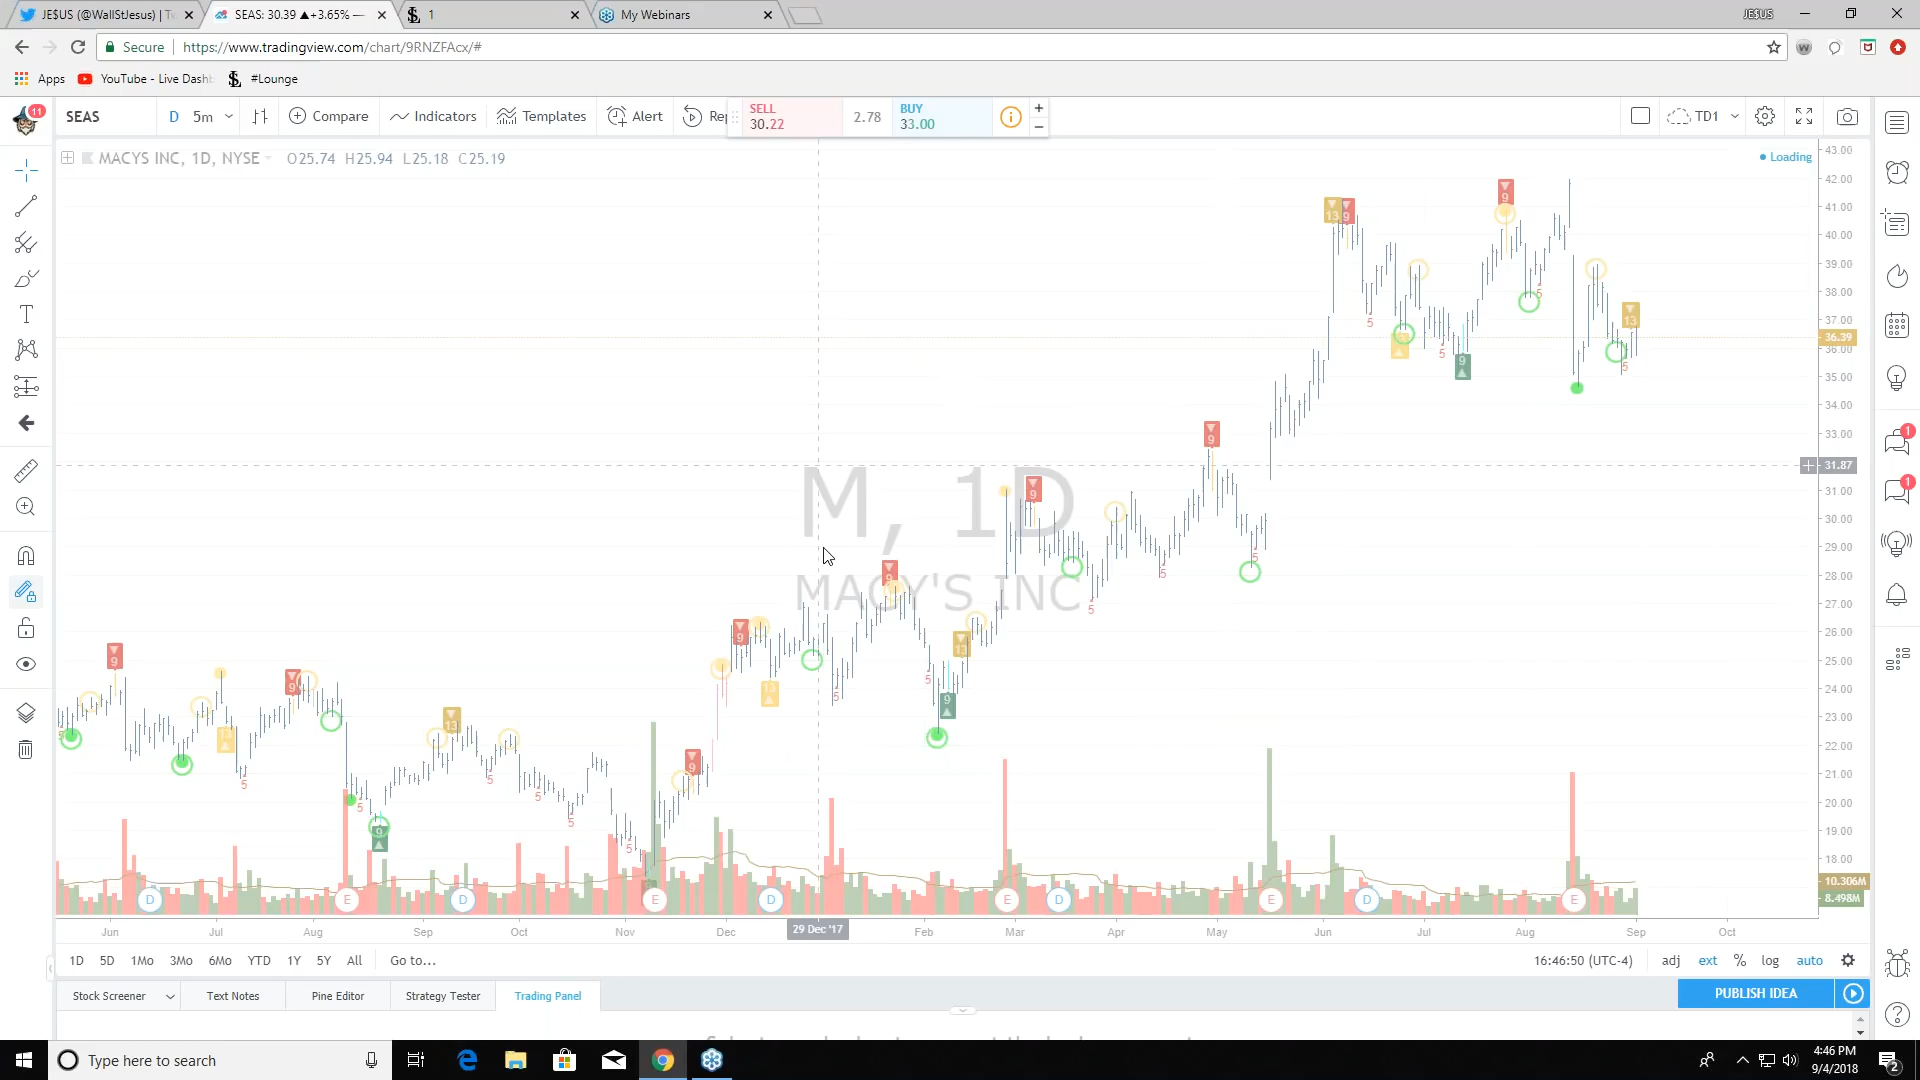 JE$US (@WallStJesus) | Tw
SEAS: 30.39 ▲+3.65% —
1
My Webinars
JE$US
Secure
https://www.tradingview.com/chart/9RNZFAcx/#
Apps
YouTube - Live Dashb
#Lounge
11
SEAS
D
5m
Compare
Indicators
Templates
Alert
Rep
SELL
30.22
2.78
BUY
33.00
TD1
MACYS INC, 1D, NYSE
O25.74 H25.94 L25.18 C25.19
Loading
M, 1D
MACY'S INC
43.00
42.00
41.00
40.00
39.00
38.00
37.00
36.39
36.00
35.00
34.00
33.00
31.87
31.00
30.00
29.00
28.00
27.00
26.00
25.00
24.00
23.00
22.00
21.00
20.00
19.00
18.00
10.306M
8.498M
Jun
Jul
Aug
Sep
Oct
Nov
Dec
29 Dec '17
Feb
Mar
Apr
May
Jun
Jul
Aug
Sep
Oct
1D 5D 1Mo 3Mo 6Mo YTD 1Y 5Y All Go to...
16:46:50 (UTC-4) adj ext % log auto
Stock Screener
Text Notes
Pine Editor
Strategy Tester
Trading Panel
PUBLISH IDEA
Type here to search
4:46 PM
9/4/2018
2